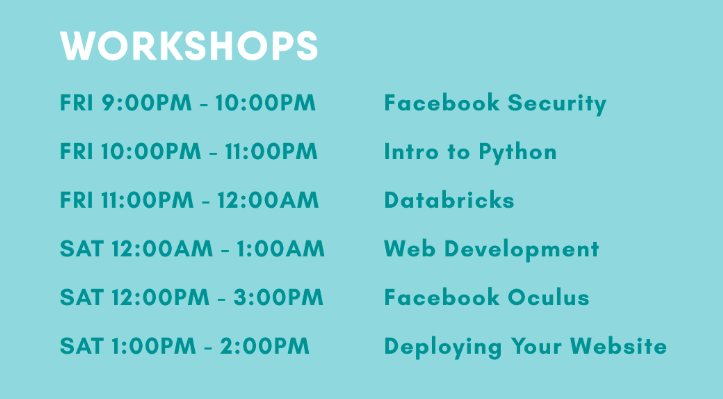 WORKSHOPS
FRI 9:00PM - 10:00PM Facebook Security
FRI 10:00PM - 11:00PM Intro to Python
FRI 11:00PM - 12:00AM Databricks
SAT 12:00AM - 1:00AM Web Development
SAT 12:00PM - 3:00PM Facebook Oculus
SAT 1:00PM - 2:00PM Deploying Your Website